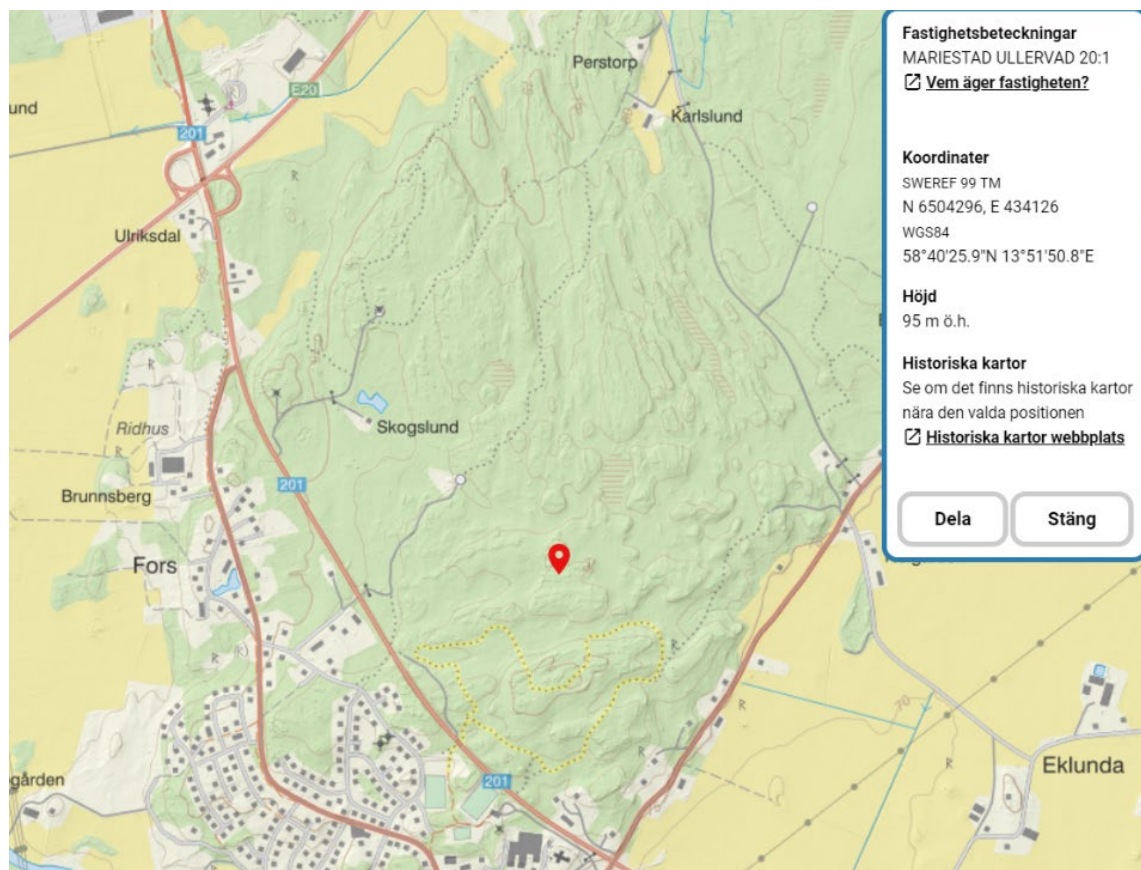 Fastighetsbeteckningar
MARIESTAD ULLERVAD 20:1
Vem äger fastigheten?
Koordinater
SWEREF 99 TM
N 6504296, E 434126
WGS84
58°40'25.9"N 13°51'50.8"E
Höjd
95 m ö.h.
Historiska kartor
Se om det finns historiska kartor
nära den valda positionen
Historiska kartor webbplats
Dela
Stäng
Perstorp
E20
und
Karlslund
201
R
Ulriksdal
Ridhus
R
Skogslund
201
Brunnsberg
Fors
R
R
R
R
70
201
R
Eklunda
gården